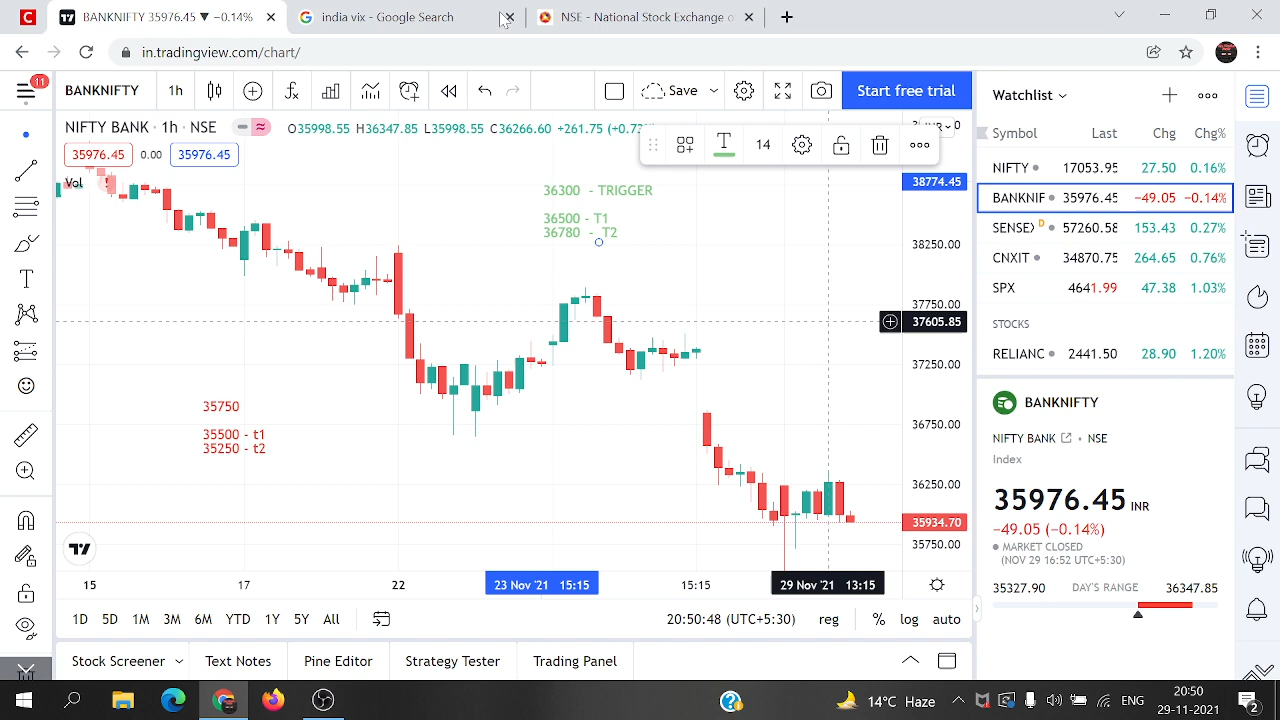 BANKNIFTY 35976.45 ▼ −0.14%
India vix - Google Search
NSE - National Stock Exchange o
in.tradingview.com/chart/
11
BANKNIFTY
1h
Save
Start free trial
NIFTY BANK · 1h · NSE
O35998.55 H36347.85 L35998.55 C36266.60 +261.75
35976.45 0.00 35976.45
14
Vol
36300 - TRIGGER
36500 - T1
36780 - T2
35750
35500 - t1
35250 - t2
38774.45
38250.00
37750.00
37605.85
37250.00
36750.00
36250.00
35934.70
35750.00
15
17
22
23 Nov '21 15:15
15:15
29 Nov '21 13:15
1D 5D 1M 3M 6M YTD 1Y 5Y All
20:50:48 (UTC+5:30) reg % log auto
Stock Screener Text Notes Pine Editor Strategy Tester Trading Panel
Watchlist
Symbol Last Chg Chg%
NIFTY 17053.95 27.50 0.16%
BANKNIF 35976.45 −49.05 −0.14%
SENSEX D 57260.58 153.43 0.27%
CNXIT 34870.75 264.65 0.76%
SPX 4641.99 47.38 1.03%
STOCKS
RELIANC 2441.50 28.90 1.20%
BANKNIFTY
NIFTY BANK · NSE
Index
35976.45 INR
−49.05 (−0.14%)
MARKET CLOSED
(NOV 29 16:52 UTC+5:30)
35327.90 DAY'S RANGE 36347.85
14°C Haze
ENG
20:50
29-11-2021
2